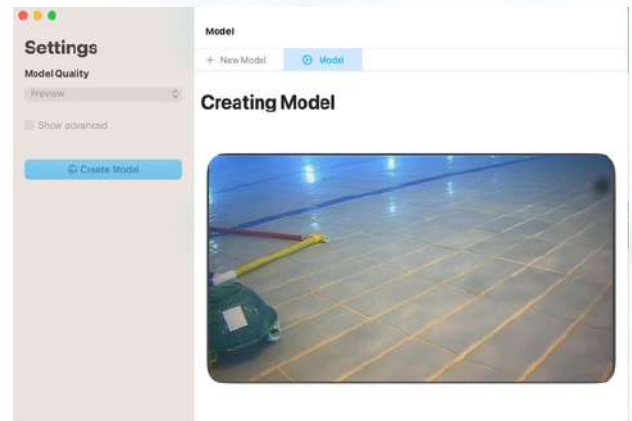 Settings
Model Quality
Preview
Show advanced
Create Model
Model
+ New Model
Model
Creating Model